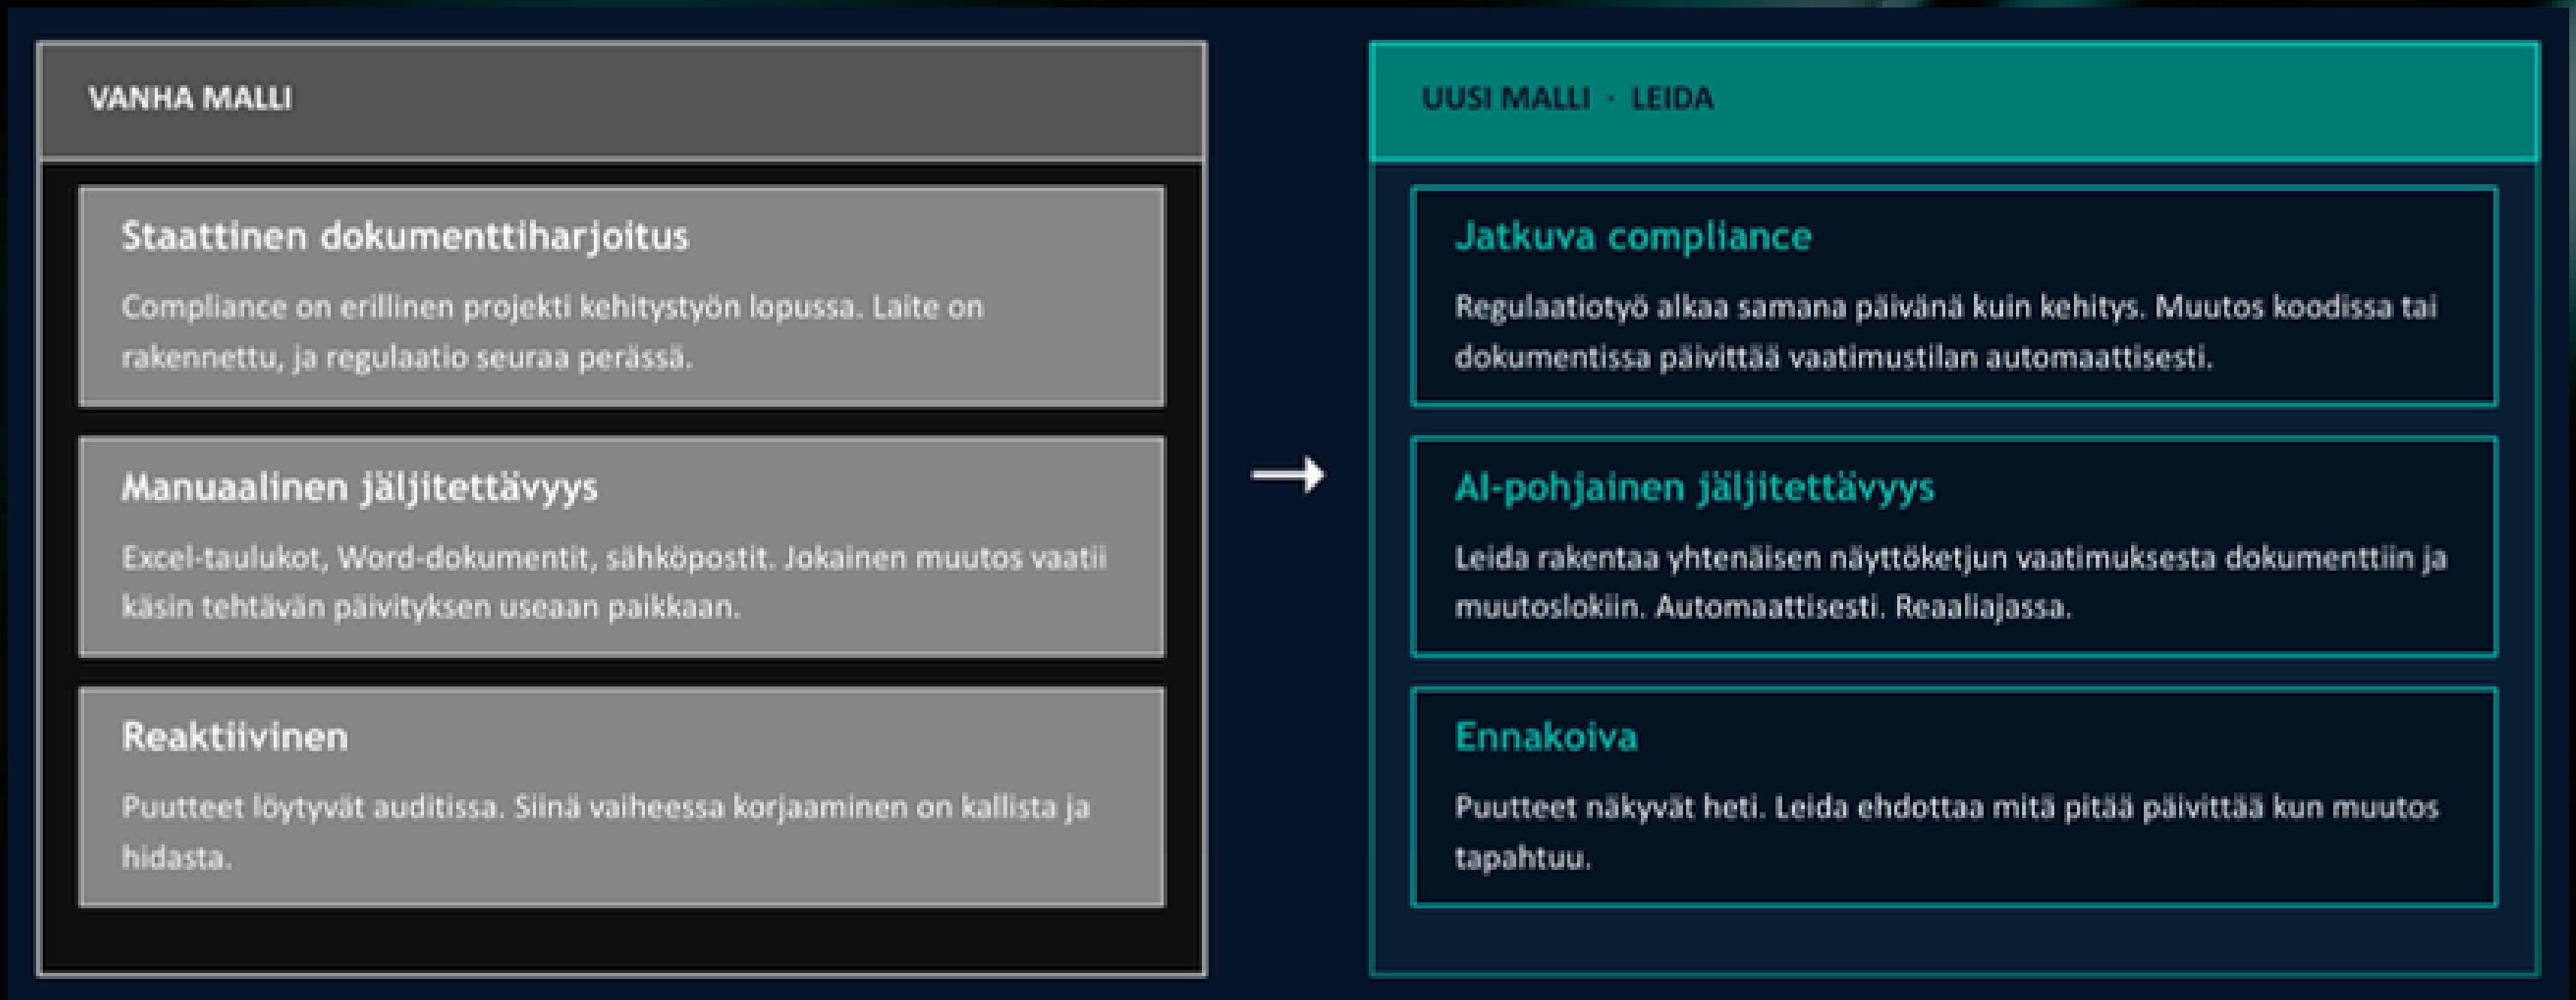 VANHA MALLI
Staattinen dokumenttiharjoitus
Compliance on erillinen projekti kehitystyön lopussa. Laite on
rakennettu, ja regulaatio seuraa perässä.
Manuaalinen jäljitettävyys
Excel-taulukot, Word-dokumentit, sähköpostit. Jokainen muutos vaatii
käsin tehtävän päivityksen useaan paikkaan.
Reaktiivinen
Puutteet löytyvät auditissa. Siinä vaiheessa korjaaminen on kallista ja
hidasta.
→
UUSI MALLI · LEIDA
Jatkuva compliance
Regulaatiotyö alkaa samana päivänä kuin kehitys. Muutos koodissa tai
dokumentissa päivittää vaatimustilan automaattisesti.
AI-pohjainen jäljitettävyys
Leida rakentaa yhtenäisen näyttöketjun vaatimuksesta dokumenttiin ja
muutoslokiin. Automaattisesti. Reaaliajassa.
Ennakoiva
Puutteet näkyvät heti. Leida ehdottaa mitä pitää päivittää kun muutos
tapahtuu.